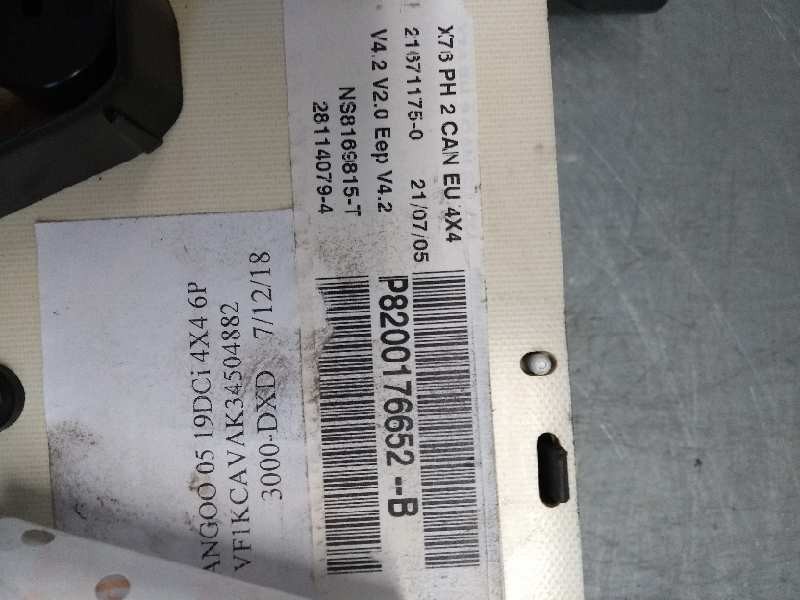 X76 PH 2 CAN EU 4X4
21671175-0 21/07/05
V4.2 V2.0 Eep V4.2
NS8169815-T
28114079-4
P8200176652--B
ANGOO 05 19DCi 4X4 6P
VF1KCAVAK34504882
3000-DXD 7/12/18